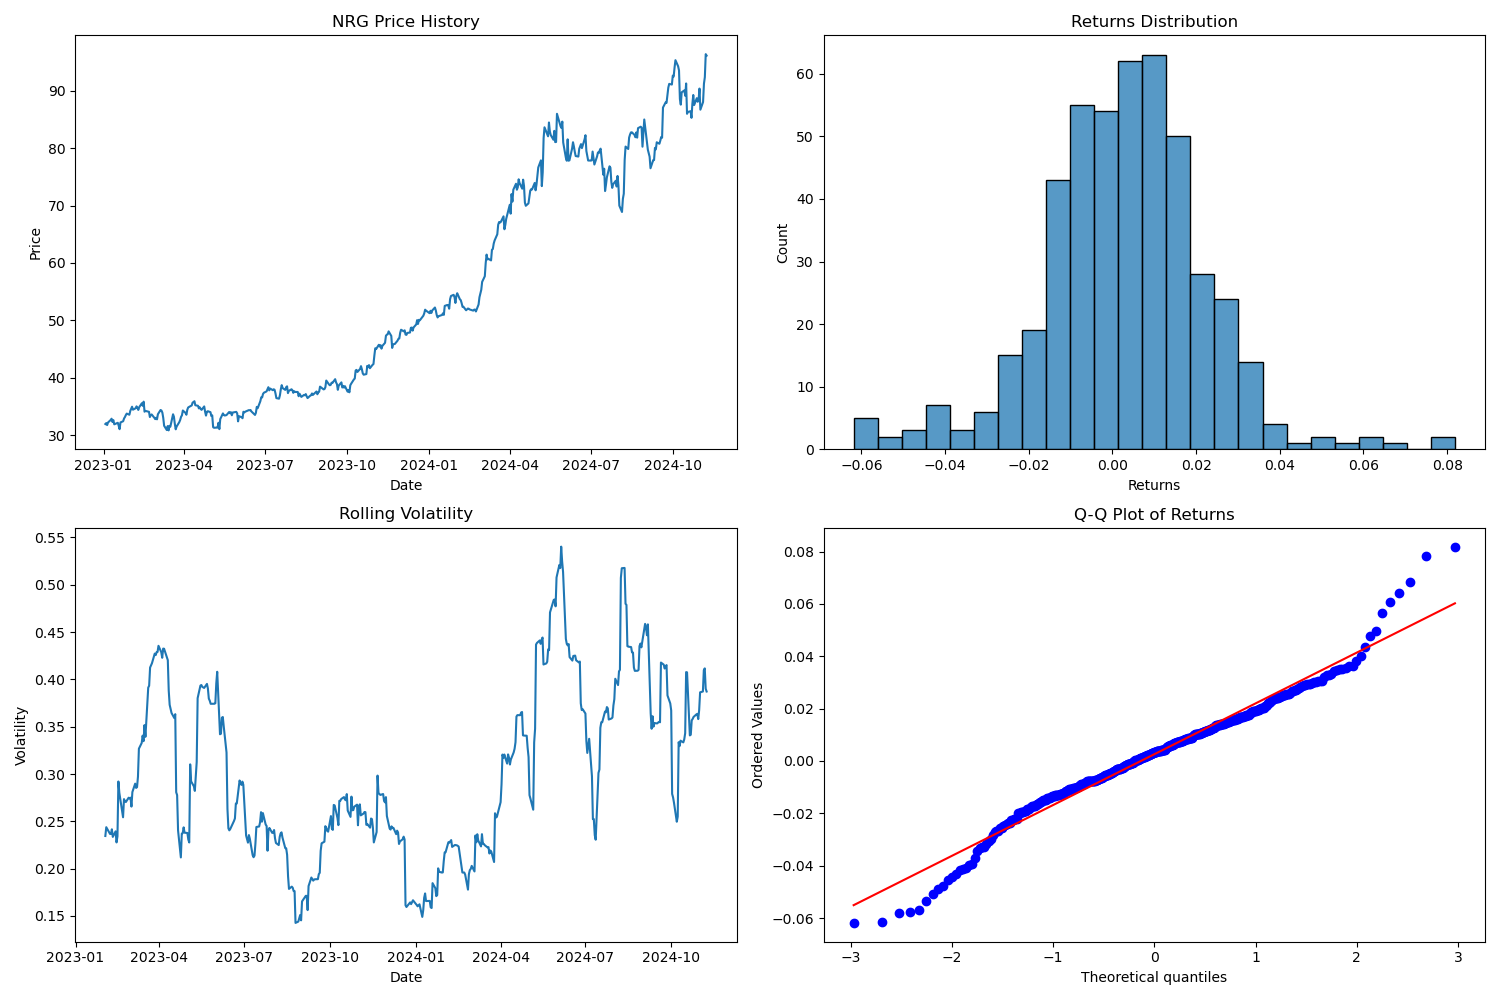 NRG Price History
Price
90
80
70
60
50
40
30
2023-01 2023-04 2023-07 2023-10 2024-01 2024-04 2024-07 2024-10
Date
Returns Distribution
Count
60
50
40
30
20
10
0
−0.06 −0.04 −0.02 0.00 0.02 0.04 0.06 0.08
Returns
Rolling Volatility
Volatility
0.55
0.50
0.45
0.40
0.35
0.30
0.25
0.20
0.15
2023-01 2023-04 2023-07 2023-10 2024-01 2024-04 2024-07 2024-10
Date
Q-Q Plot of Returns
Ordered Values
0.08
0.06
0.04
0.02
0.00
−0.02
−0.04
−0.06
−3 −2 −1 0 1 2 3
Theoretical quantiles